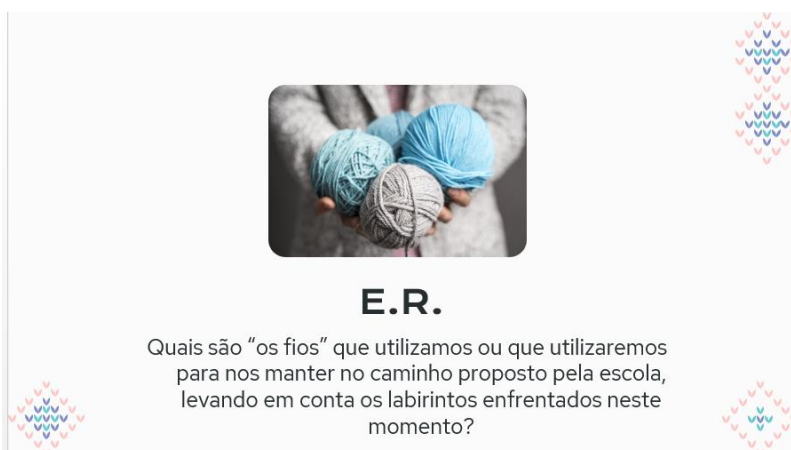 E.R.
Quais são “os fios” que utilizamos ou que utilizaremos
para nos manter no caminho proposto pela escola,
levando em conta os labirintos enfrentados neste
momento?